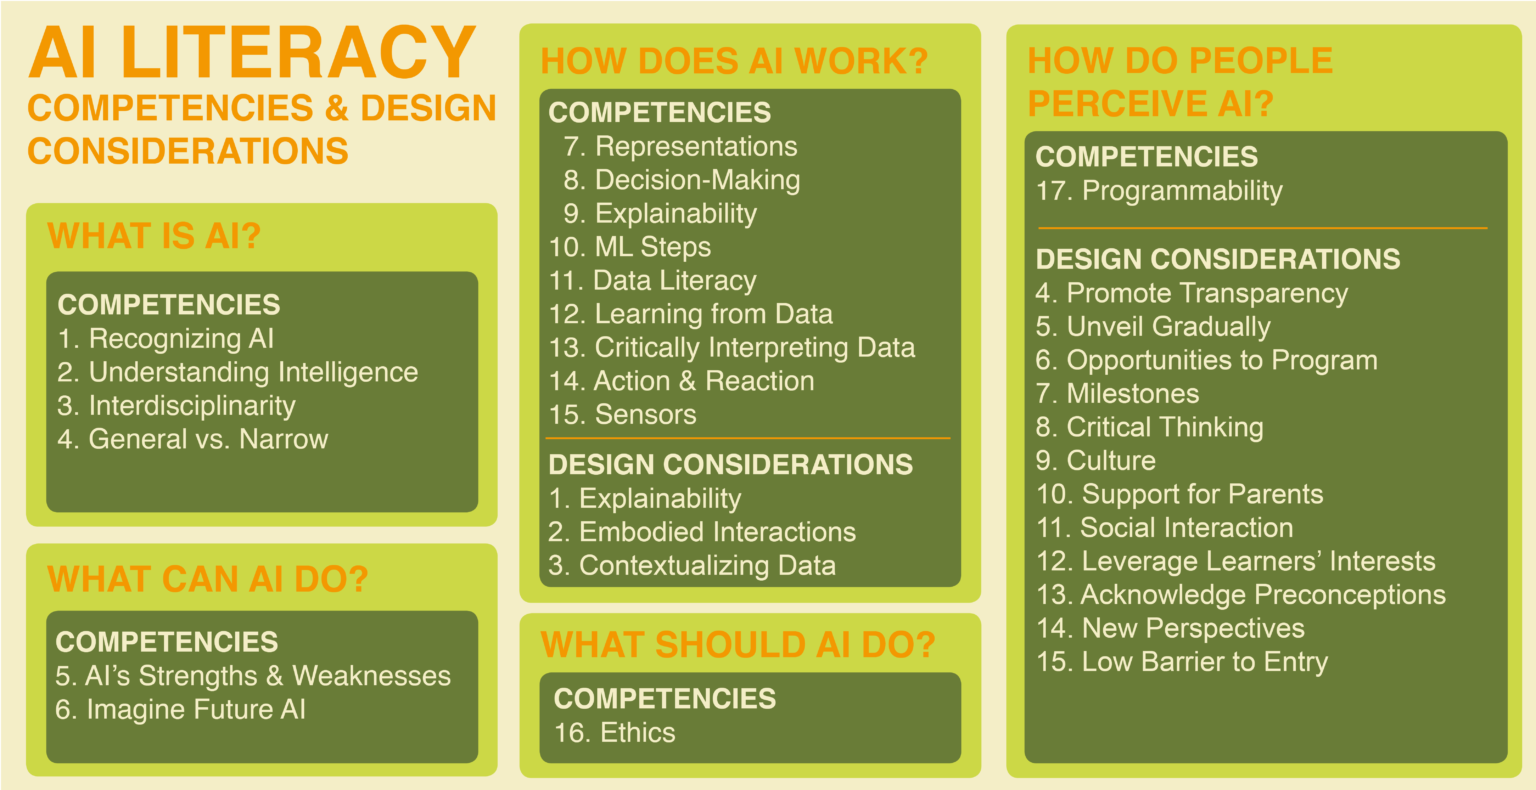 AI LITERACY
COMPETENCIES & DESIGN
CONSIDERATIONS
WHAT IS AI?
COMPETENCIES
1. Recognizing AI
2. Understanding Intelligence
3. Interdisciplinarity
4. General vs. Narrow
WHAT CAN AI DO?
COMPETENCIES
5. AI’s Strengths & Weaknesses
6. Imagine Future AI
HOW DOES AI WORK?
COMPETENCIES
7. Representations
8. Decision-Making
9. Explainability
10. ML Steps
11. Data Literacy
12. Learning from Data
13. Critically Interpreting Data
14. Action & Reaction
15. Sensors
DESIGN CONSIDERATIONS
1. Explainability
2. Embodied Interactions
3. Contextualizing Data
WHAT SHOULD AI DO?
COMPETENCIES
16. Ethics
HOW DO PEOPLE
PERCEIVE AI?
COMPETENCIES
17. Programmability
DESIGN CONSIDERATIONS
4. Promote Transparency
5. Unveil Gradually
6. Opportunities to Program
7. Milestones
8. Critical Thinking
9. Culture
10. Support for Parents
11. Social Interaction
12. Leverage Learners’ Interests
13. Acknowledge Preconceptions
14. New Perspectives
15. Low Barrier to Entry